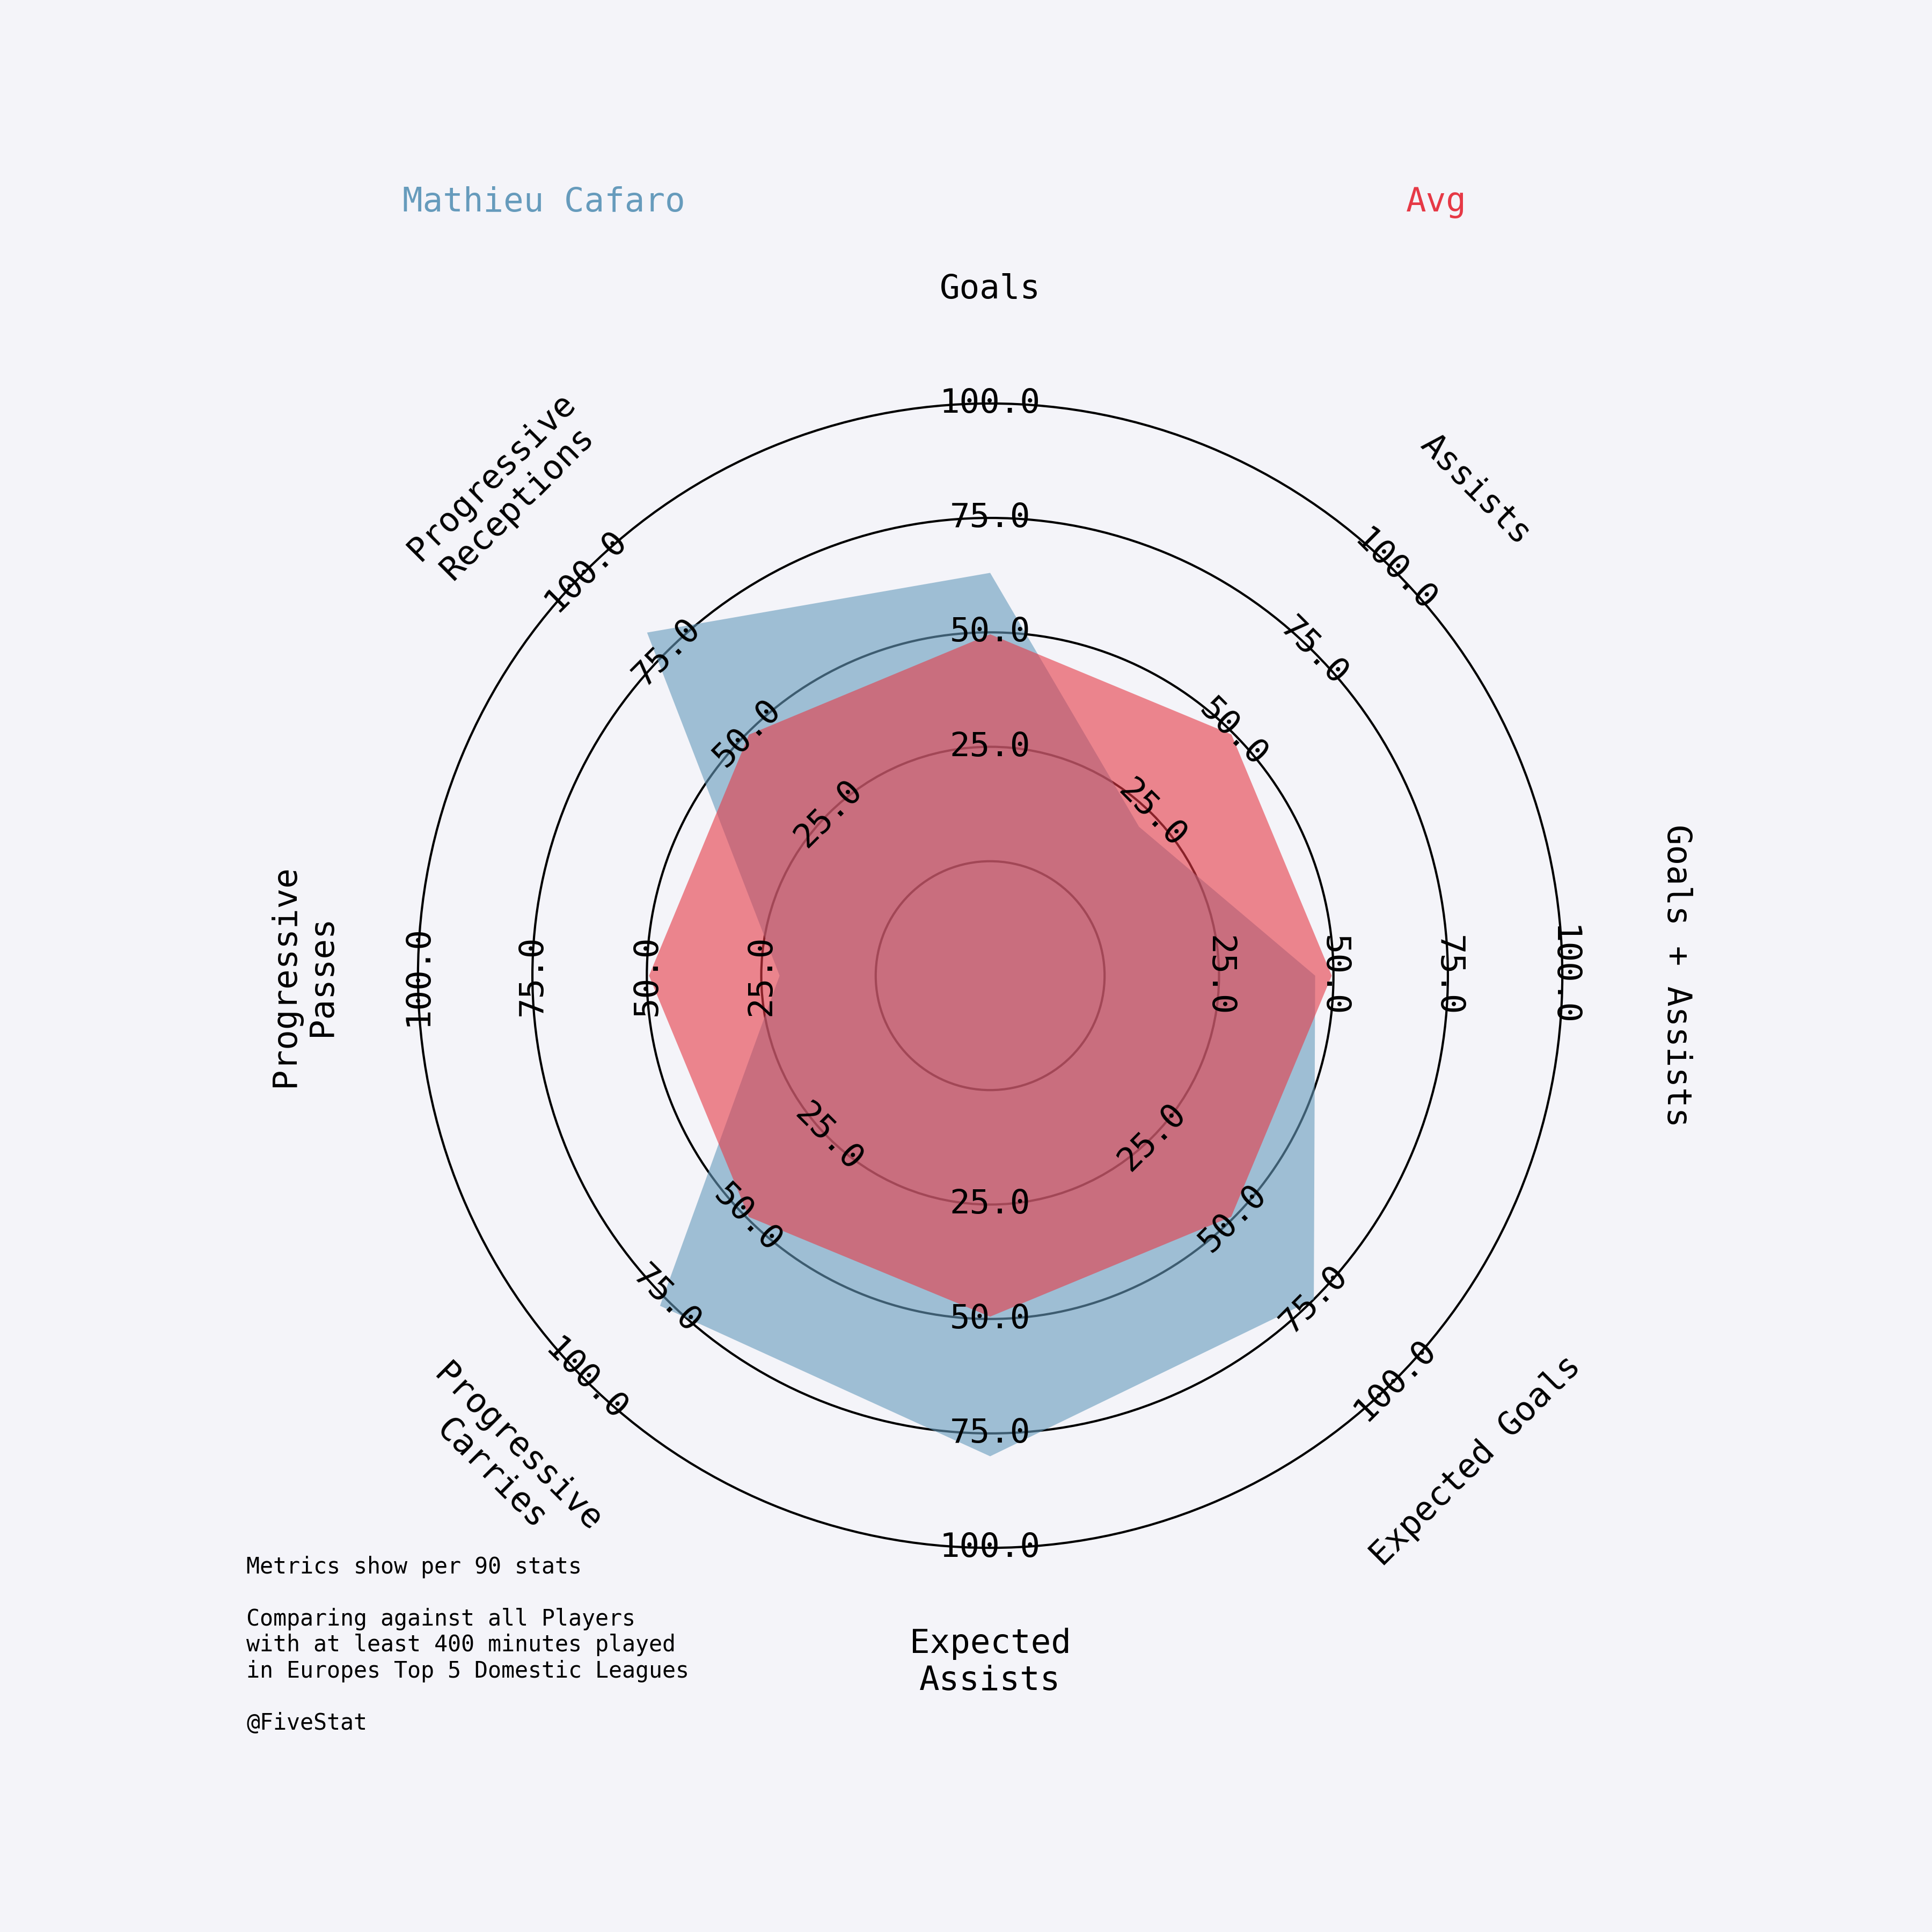 Mathieu Cafaro
Avg
Goals
Assists
Goals + Assists
Expected Goals
Expected
Assists
Progressive
Carries
Progressive
Passes
Progressive
Receptions
25.0
50.0
75.0
100.0
25.0
50.0
75.0
100.0
25.0
50.0
75.0
100.0
25.0
50.0
75.0
100.0
25.0
50.0
75.0
100.0
25.0
50.0
75.0
100.0
25.0
50.0
75.0
100.0
25.0
50.0
75.0
100.0
Metrics show per 90 stats
Comparing against all Players
with at least 400 minutes played
in Europes Top 5 Domestic Leagues
@FiveStat